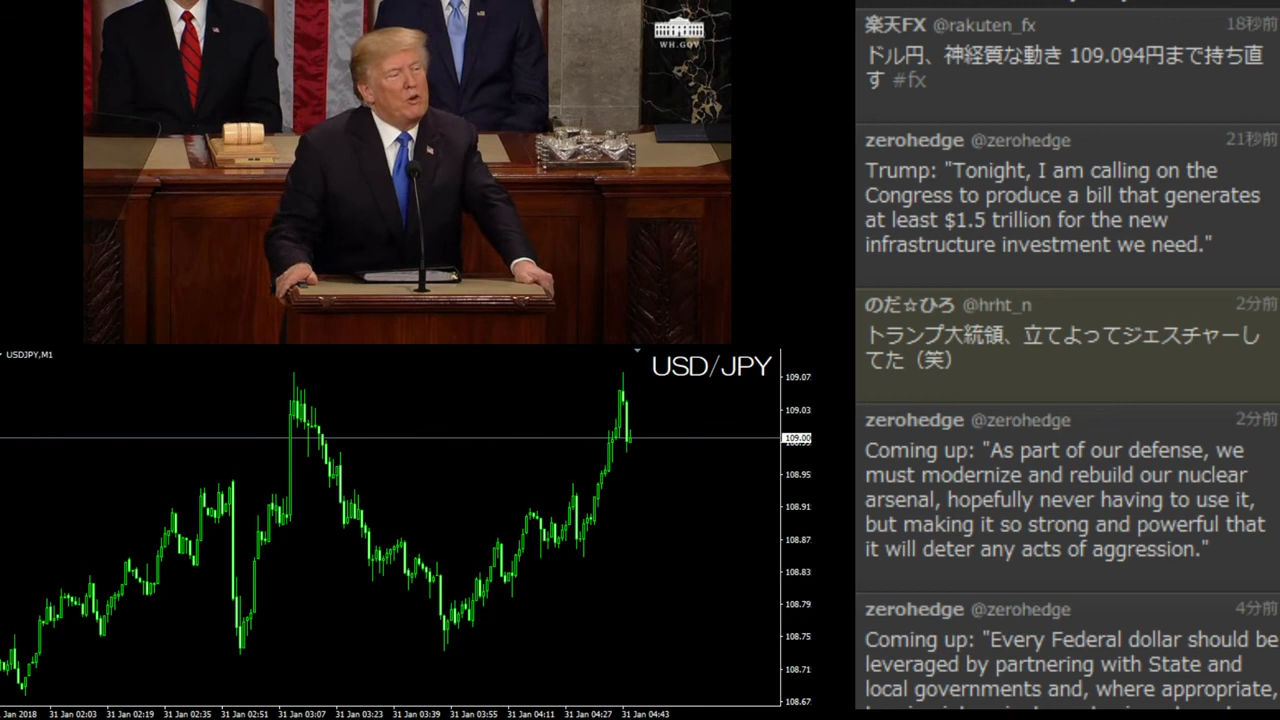 WH.GOV
USDJPY,M1
USD/JPY
109.07
109.03
109.00
108.95
108.91
108.87
108.83
108.79
108.75
108.71
108.67
Jan 2018
31 Jan 02:03
31 Jan 02:19
31 Jan 02:35
31 Jan 02:51
31 Jan 03:07
31 Jan 03:23
31 Jan 03:39
31 Jan 03:55
31 Jan 04:11
31 Jan 04:27
31 Jan 04:43
楽天FX @rakuten_fx 18秒前
ドル円、神経質な動き 109.094円まで持ち直
す #fx
zerohedge @zerohedge 21秒前
Trump: "Tonight, I am calling on the
Congress to produce a bill that generates
at least $1.5 trillion for the new
infrastructure investment we need."
のだ☆ひろ @hrht_n 2分前
トランプ大統領、立てよってジェスチャーし
てた（笑）
zerohedge @zerohedge 2分前
Coming up: "As part of our defense, we
must modernize and rebuild our nuclear
arsenal, hopefully never having to use it,
but making it so strong and powerful that
it will deter any acts of aggression."
zerohedge @zerohedge 4分前
Coming up: "Every Federal dollar should be
leveraged by partnering with State and
local governments and, where appropriate,